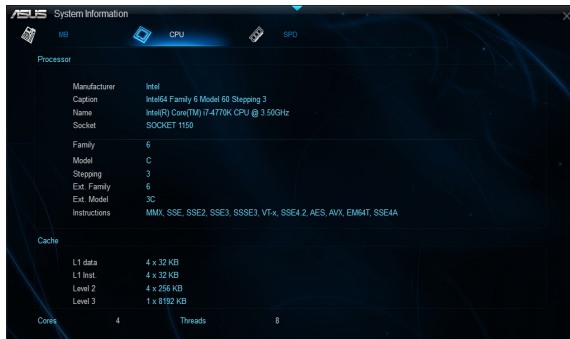 ASUS System Information
MB CPU SPD
Processor
Manufacturer Intel
Caption Intel64 Family 6 Model 60 Stepping 3
Name Intel(R) Core(TM) i7-4770K CPU @ 3.50GHz
Socket SOCKET 1150
Family 6
Model C
Stepping 3
Ext. Family 6
Ext. Model 3C
Instructions MMX, SSE, SSE2, SSE3, SSSE3, VT-x, SSE4.2, AES, AVX, EM64T, SSE4A
Cache
L1 data 4 x 32 KB
L1 Inst. 4 x 32 KB
Level 2 4 x 256 KB
Level 3 1 x 8192 KB
Cores 4 Threads 8